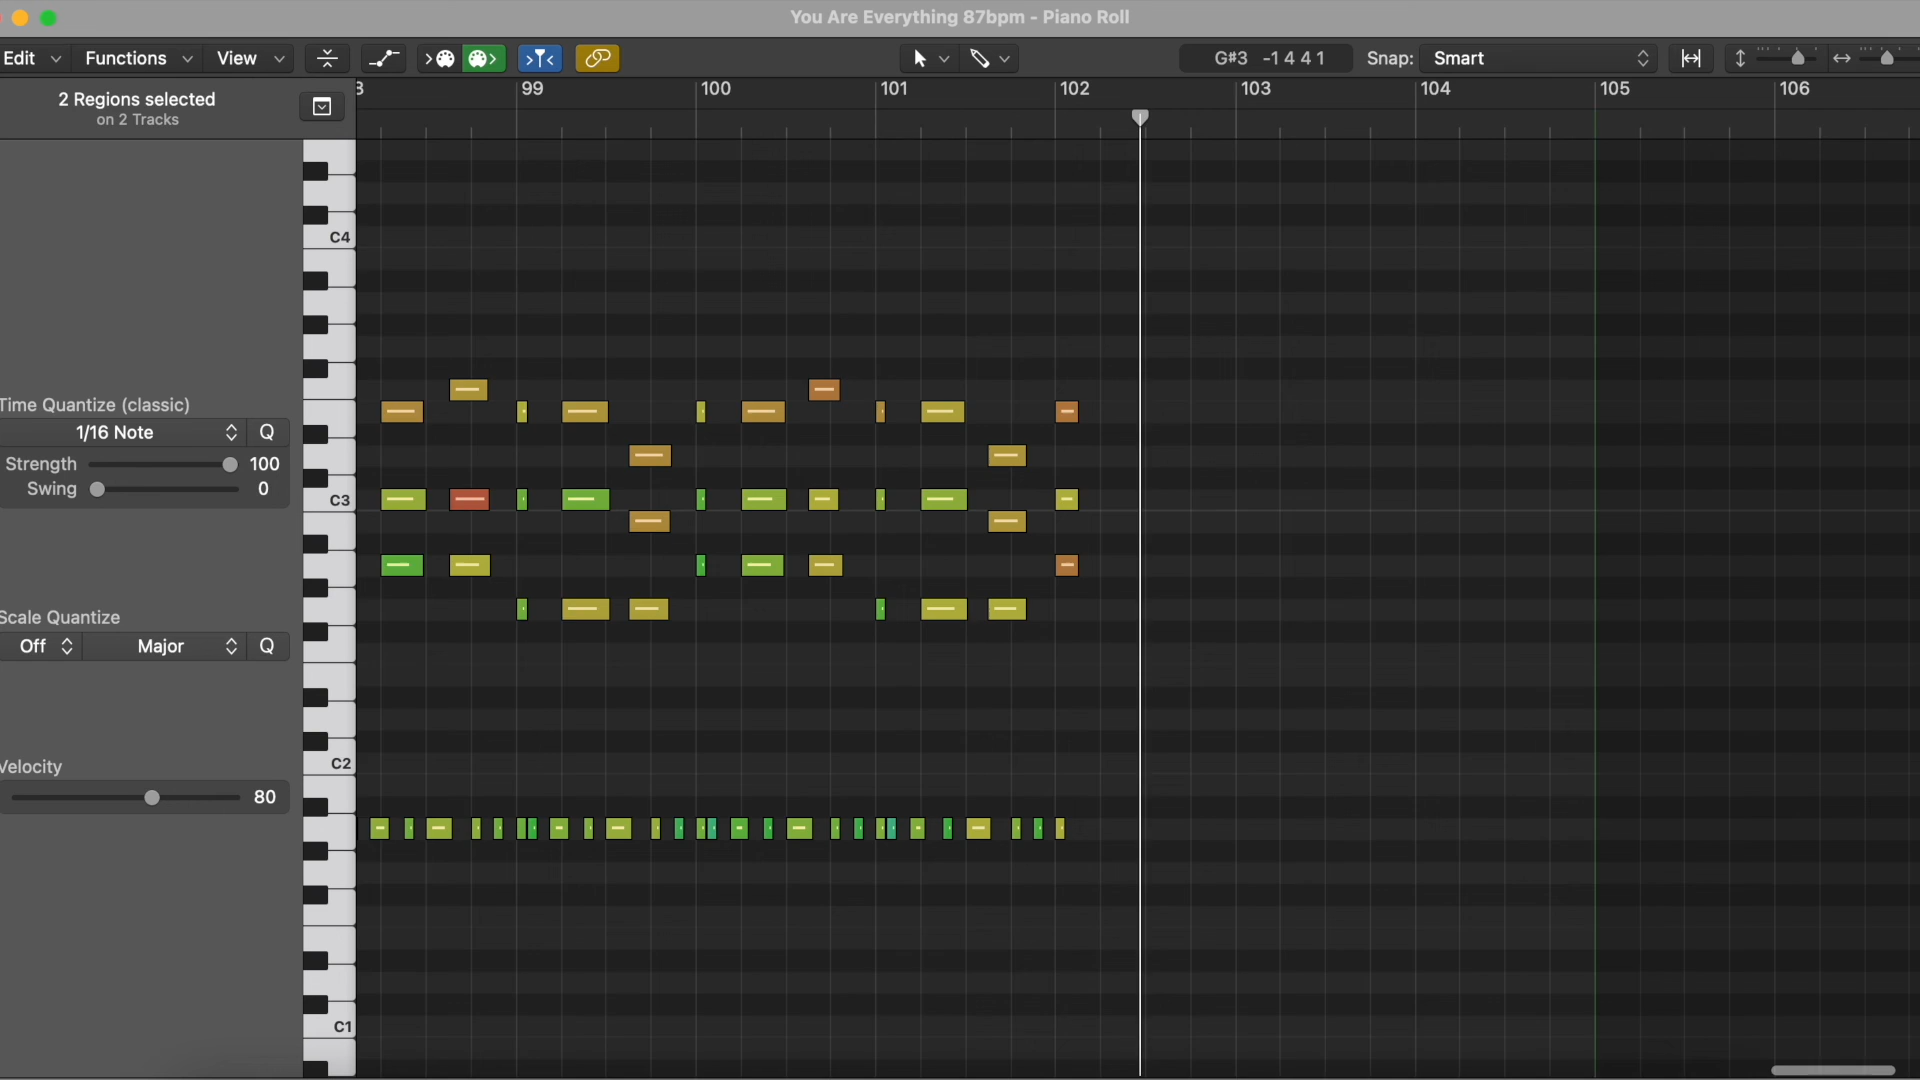 You Are Everything 87bpm - Piano Roll
Edit Functions View G#3 -1 4 4 1 Snap: Smart
2 Regions selected
on 2 Tracks
99 100 101 102 103 104 105 106
C4
Time Quantize (classic)
1/16 Note Q
Strength 100
Swing 0
C3
Scale Quantize
Off Major Q
Velocity
80
C2
C1